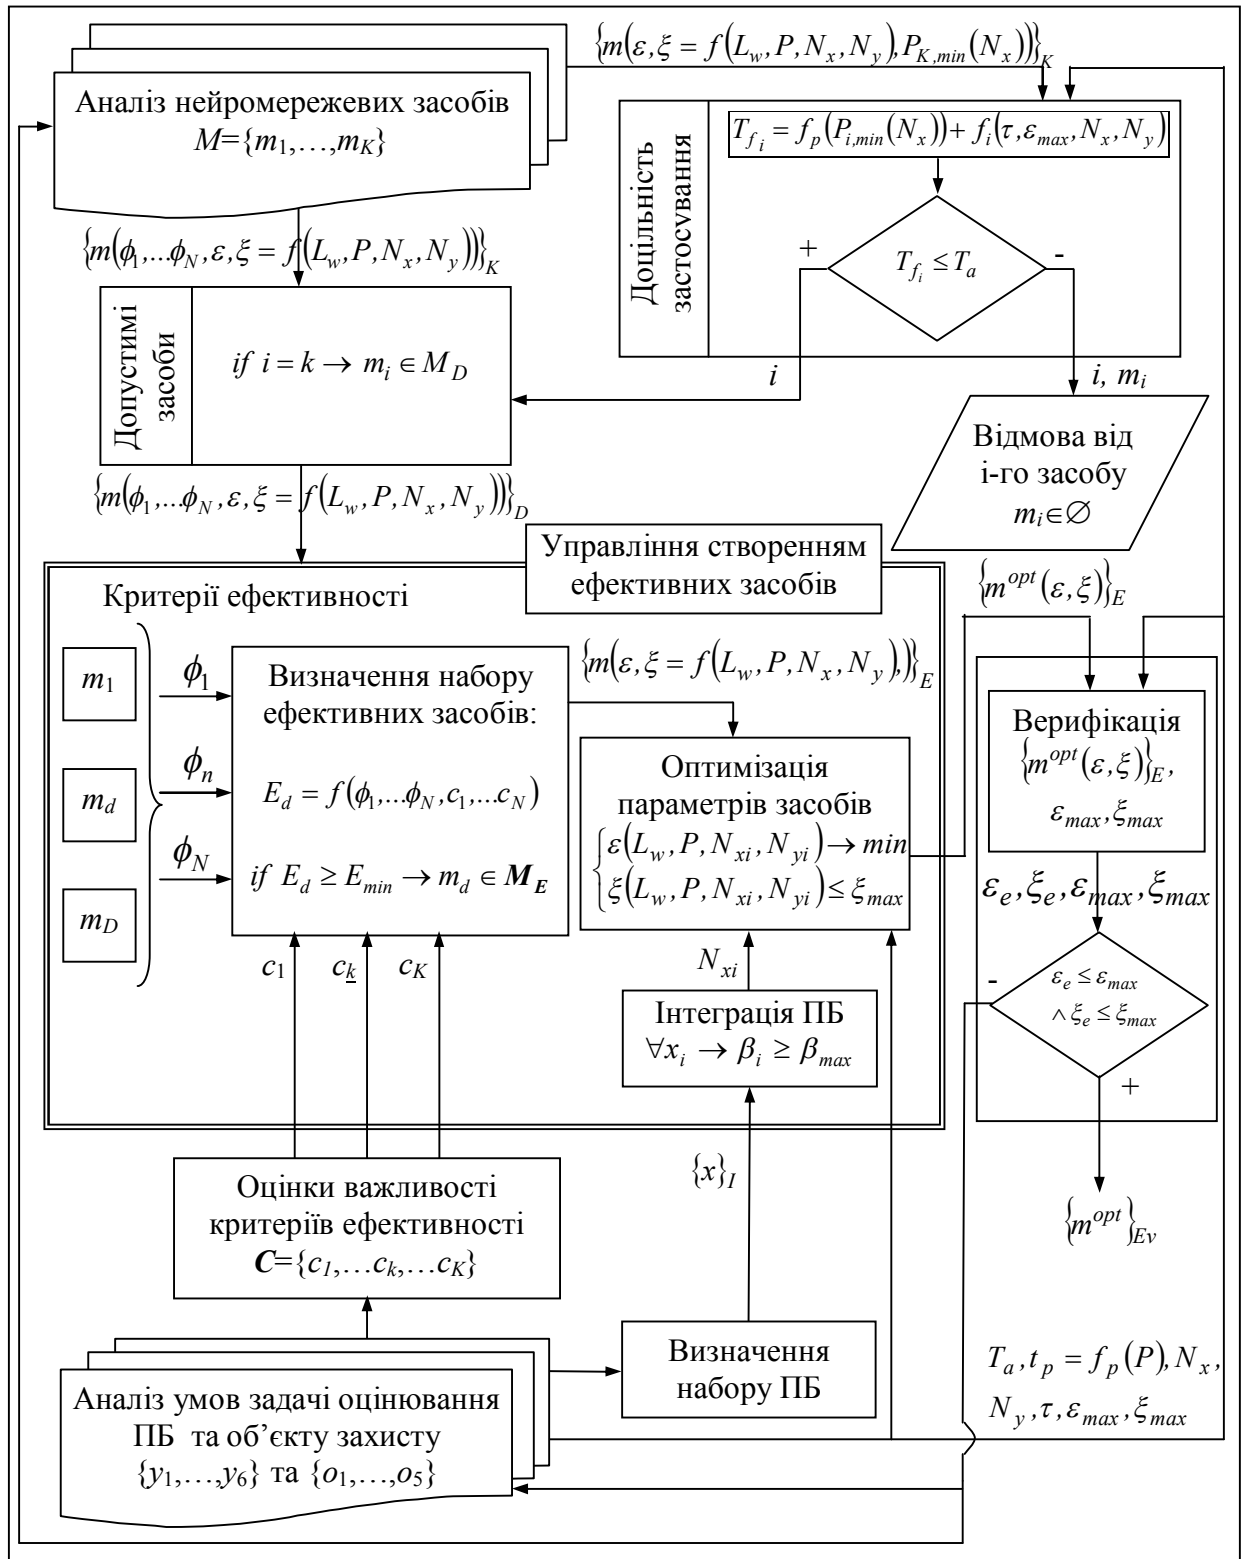 {m(ε,ξ = f(L_w,P,N_x,N_y),P_{K,min}(N_x))}_K
Аналіз нейромережевих засобів
M={m_1,…,m_K}
Доцільність
застосування
T_{f_i} = f_p(P_{i,min}(N_x))+ f_i(τ,ε_max,N_x,N_y)
T_{f_i} ≤ T_a
+
-
{m(ϕ_1,...ϕ_N,ε,ξ = f(L_w,P,N_x,N_y))}_K
Допустимі
засоби
if i = k → m_i ∈ M_D
i
i, m_i
Відмова від
і-го засобу
m_i∈∅
{m(ϕ_1,...ϕ_N,ε,ξ = f(L_w,P,N_x,N_y))}_D
Управління створенням
ефективних засобів
Критерії ефективності
{m^opt(ε,ξ)}_E
m_1
m_d
m_D
ϕ_1
ϕ_n
ϕ_N
Визначення набору
ефективних засобів:
E_d = f(ϕ_1,...ϕ_N,c_1,...c_N)
if E_d ≥ E_min → m_d ∈ M_E
{m(ε,ξ = f(L_w,P,N_x,N_y),)}_E
Оптимізація
параметрів засобів
{ε(L_w,P,N_xi,N_yi)→ min
ξ(L_w,P,N_xi,N_yi)≤ ξ_max
Верифікація
{m^opt(ε,ξ)}_E,
ε_max,ξ_max
ε_e,ξ_e,ε_max,ξ_max
ε_e ≤ ε_max
∧ ξ_e ≤ ξ_max
-
+
c_1
c_k
c_K
N_xi
Інтеграція ПБ
∀x_i → β_i ≥ β_max
{x}_I
{m^opt}_Ev
Оцінки важливості
критеріїв ефективності
C={c_1,…c_k,…c_K}
Визначення
набору ПБ
Аналіз умов задачі оцінювання
ПБ та об’єкту захисту
{y_1,…,y_6} та {o_1,…,o_5}
T_a,t_p = f_p(P),N_x,
N_y,τ,ε_max,ξ_max